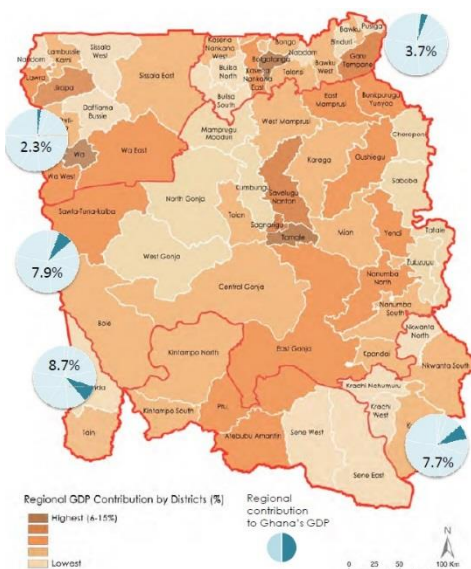 Bawku
Pusiga
Binduri
3.7%
Lambussie
Karni
Sissala
West
Kasena
Nankana
West
Bongo
Nabdam
Nandom
Bolgatanga
Bawku
West
Garu
Tempane
Lawra
Jirapa
Sissala East
Builsa
North
Kasena
Nankana
East
Talensi
Builsa
South
Daffiama
Bussie
East Mamprusi
Bunkpurugu
Yunyoo
2.3%
Wa
Wa East
Mamprugu
Moaduri
West Mamprusi
Chereponi
Wa West
Karaga
Gushiegu
Kumbungu
Savelugu
Nanton
Saboba
North Gonja
Sawla-Tuna-Kalba
Tolon
Sagnarigu
Mion
Yendi
Tatale
Tamale
7.9%
West Gonja
Zabzugu
Nanumba
North
Central Gonja
Nanumba
South
Bole
Nkwanta
North
East Gonja
Kpandai
Kintampo North
Nkwanta South
8.7%
Krachi Nchumuru
Krachi
West
Kintampo South
Pru
Tain
Sene West
Atebubu Amantin
7.7%
Sene East
Regional GDP Contribution by Districts (%)
Highest (6-15%)
Lowest
Regional
contribution
to Ghana's GDP
N
0 25 50 100 Km